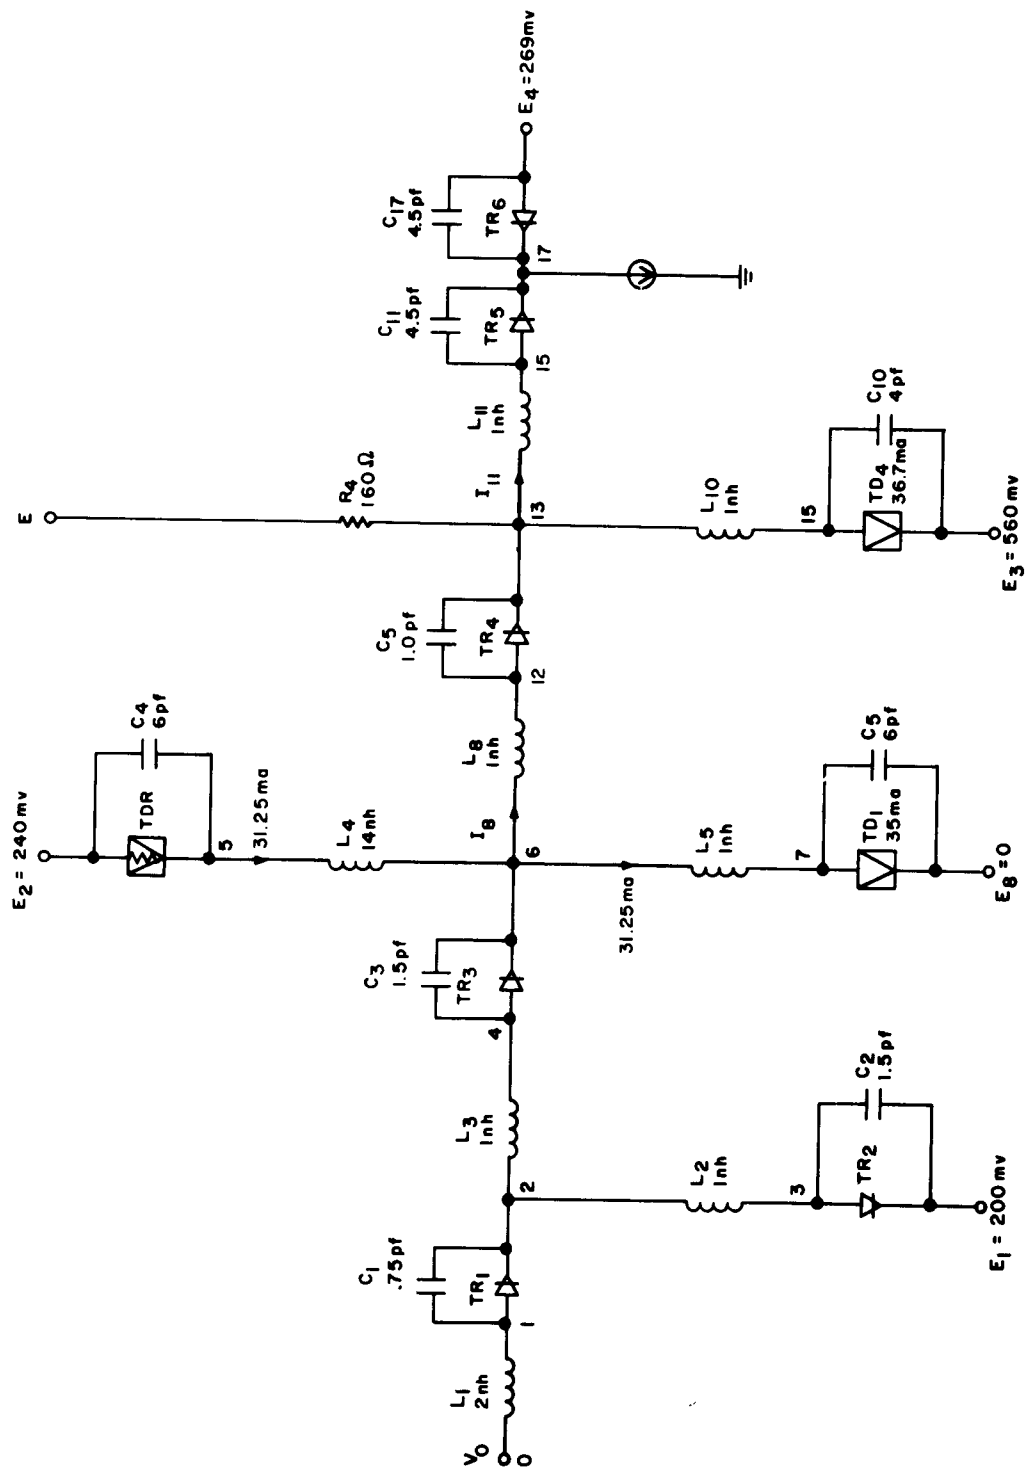 E₂ = 240mv
TDR
C₄
6pf
5
31.25ma
L₄
14nh
E
R₄
160Ω
C₃
1.5pf
TR₃
4
6
I₈
L₈
1nh
C₅
1.0pf
TR₄
12
13
I₁₁
L₁₁
1nh
15
C₁₁
4.5pf
TR₅
C₁₇
4.5pf
TR₆
17
E₄ = 269mv
V₀
0
L₁
2nh
1
C₁
.75pf
TR₁
2
L₃
1nh
L₂
1nh
3
TR₂
C₂
1.5pf
E₁ = 200mv
31.25ma
L₅
1nh
7
TD₁
35ma
C₅
6pf
E₈ = 0
L₁₀
1nh
15
TD₄
36.7ma
C₁₀
4pf
E₃ = 560mv